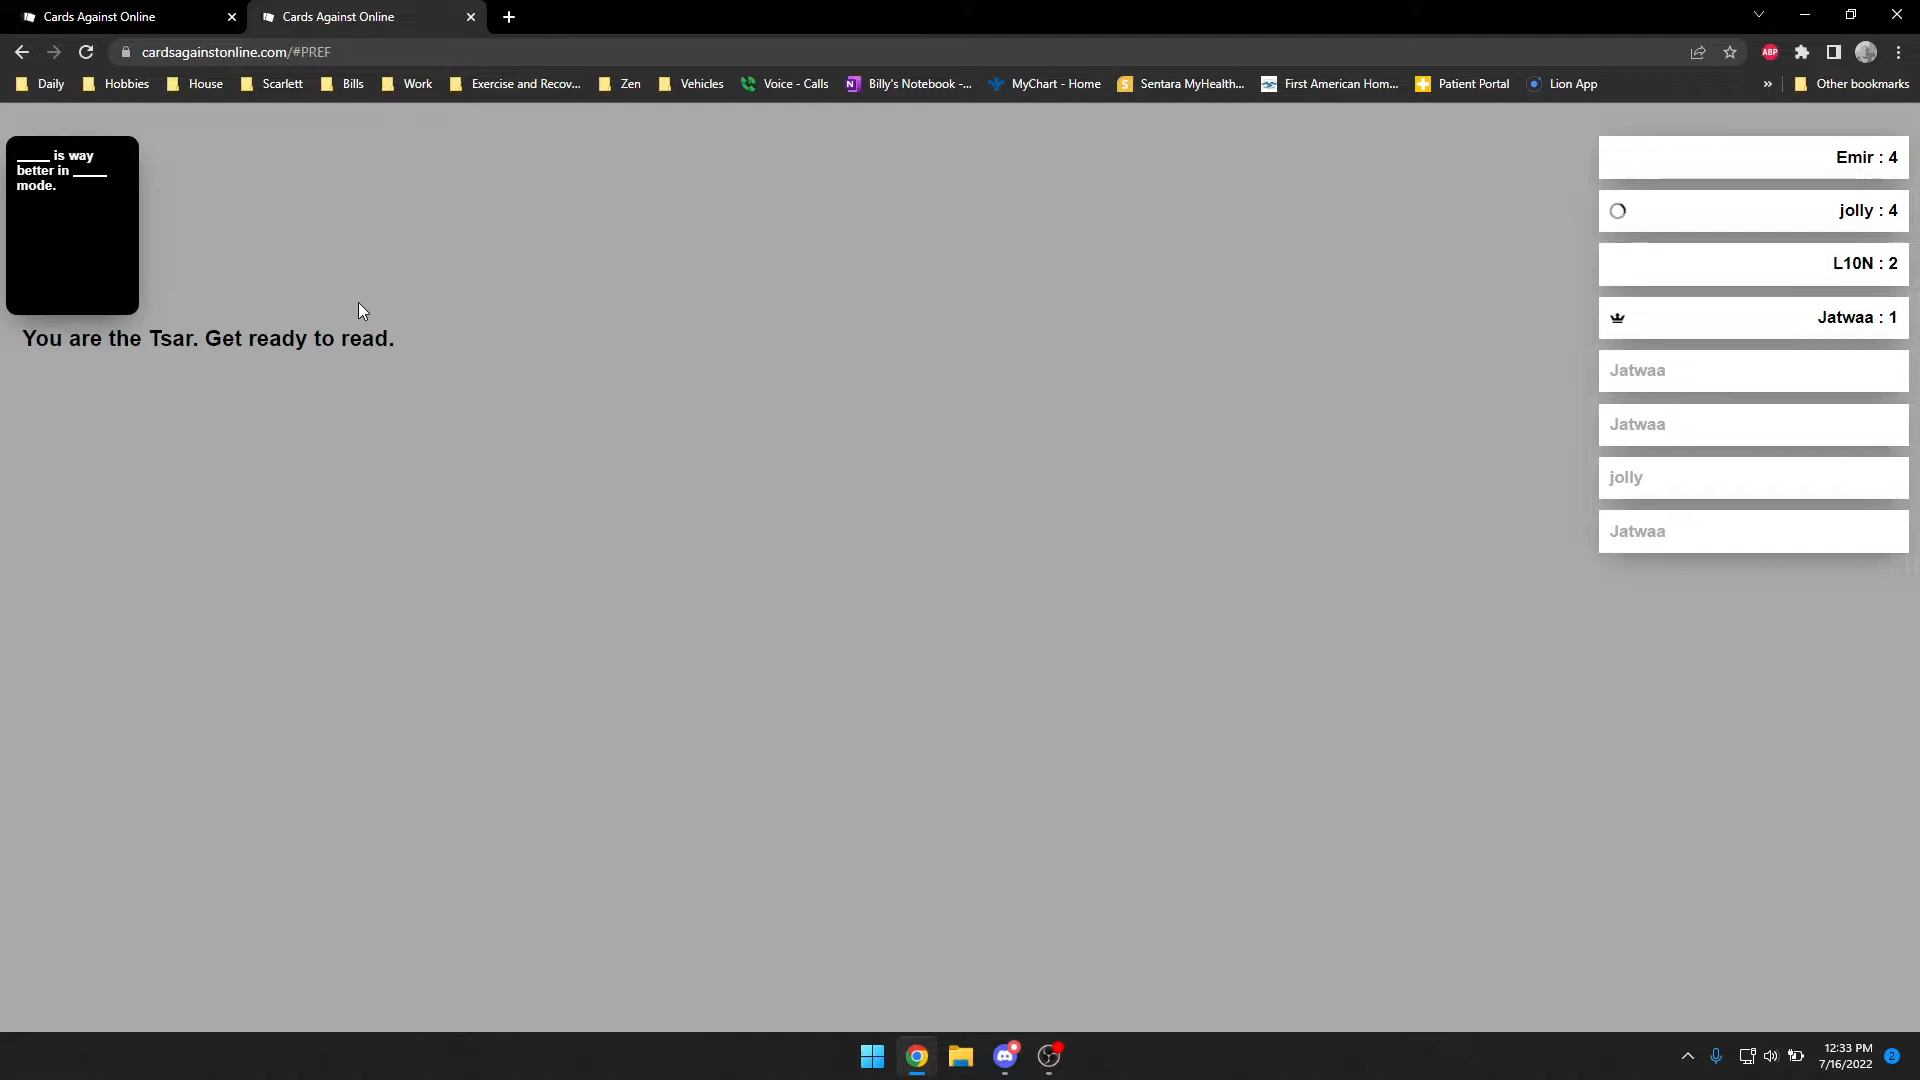 Cards Against Online
Cards Against Online
cardsagainstonline.com/#PREF
ABP
Daily
Hobbies
House
Scarlett
Bills
Work
Exercise and Recov...
Zen
Vehicles
Voice - Calls
Billy's Notebook -...
MyChart - Home
Sentara MyHealth...
First American Hom...
Patient Portal
Lion App
»
Other bookmarks
_____ is way
better in _____
mode.
You are the Tsar. Get ready to read.
Emir : 4
jolly : 4
L10N : 2
Jatwaa : 1
Jatwaa
Jatwaa
jolly
Jatwaa
12:33 PM
7/16/2022
2